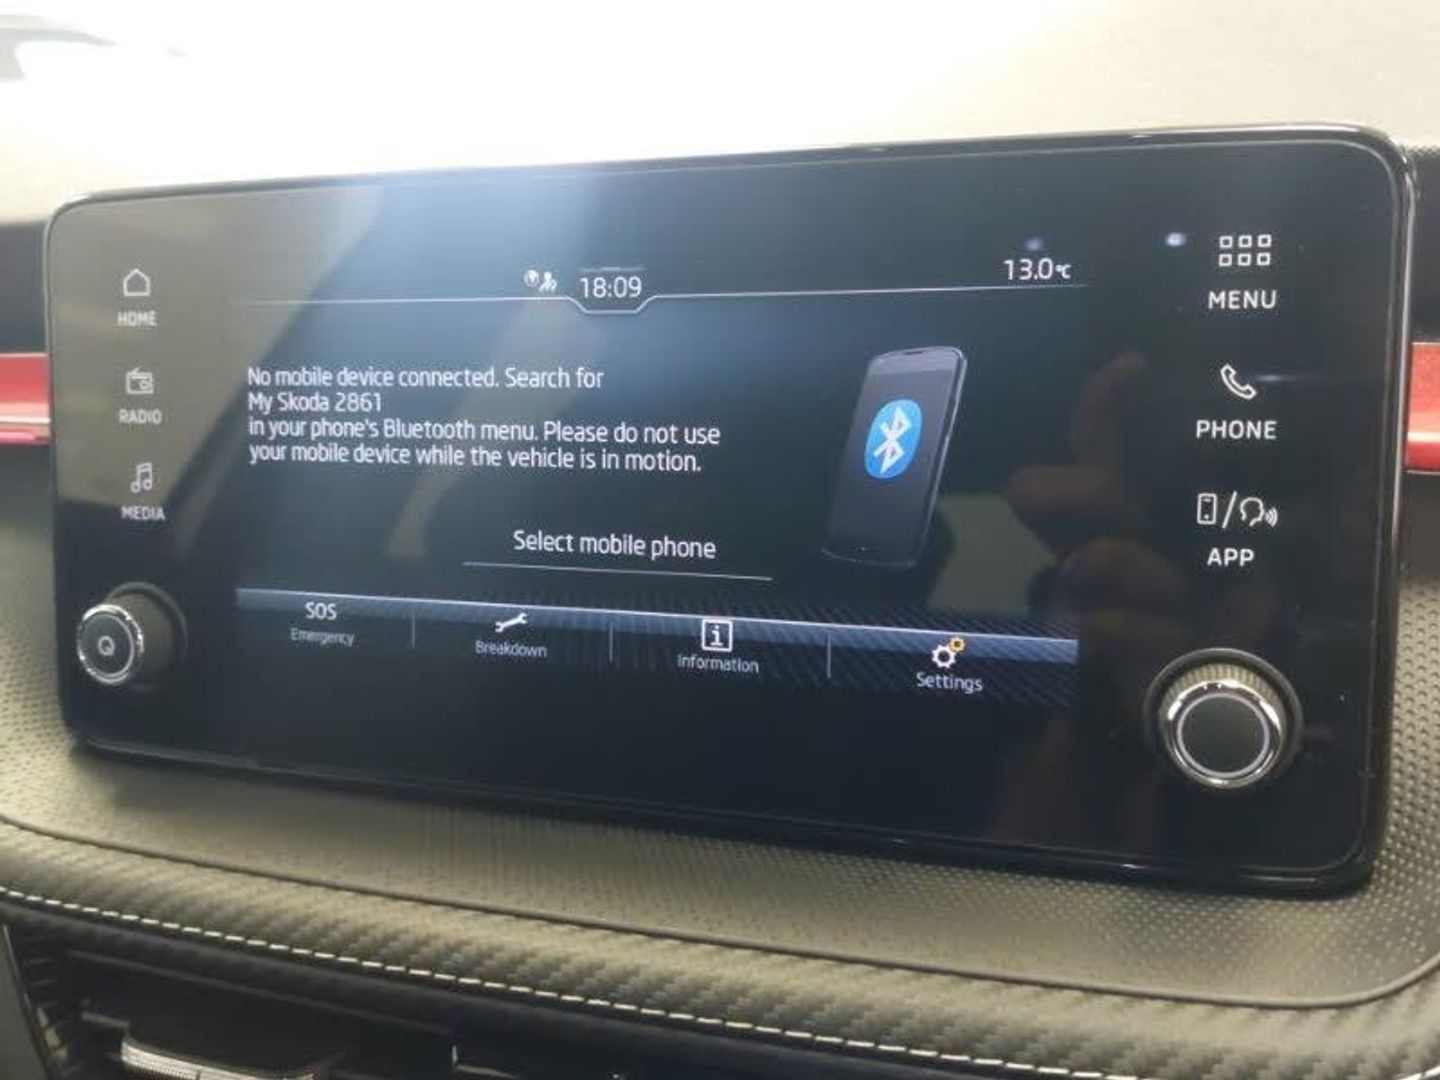 HOME
RADIO
MEDIA
18:09
13.0°C
No mobile device connected. Search for
My Skoda 2861
in your phone's Bluetooth menu. Please do not use
your mobile device while the vehicle is in motion.
Select mobile phone
SOS
Emergency
Breakdown
i
Information
Settings
MENU
PHONE
APP